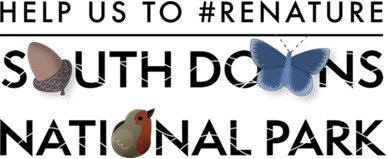 HELP US TO #RENATURE
SOUTH DOWNS
NATIONAL PARK